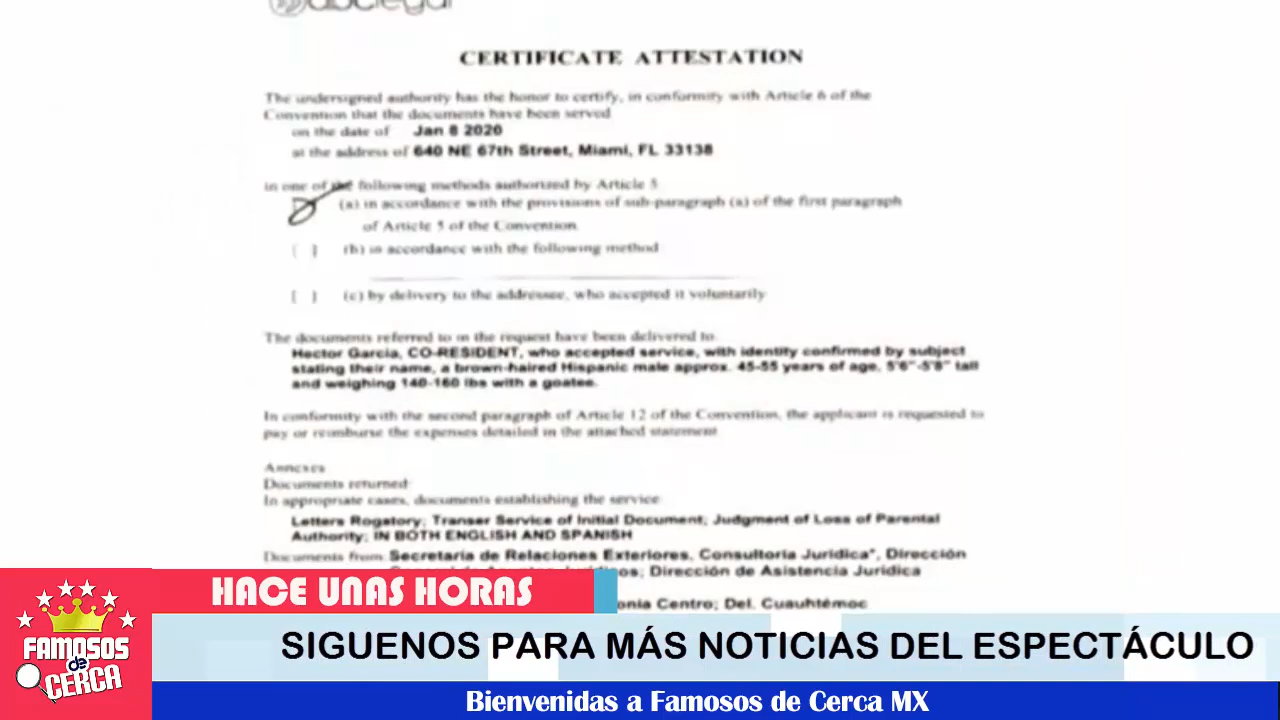 abclegal
CERTIFICATE ATTESTATION
The undersigned authority has the honor to certify, in conformity with Article 6 of the
Convention that the documents have been served
on the date of Jan 8 2020
at the address of 640 NE 67th Street, Miami, FL 33138
in one of the following methods authorized by Article 5
(a) in accordance with the provisions of sub-paragraph (a) of the first paragraph
of Article 5 of the Convention.
[ ] (b) in accordance with the following method
[ ] (c) by delivery to the addressee, who accepted it voluntarily
The documents referred to in the request have been delivered to
Hector Garcia, CO-RESIDENT, who accepted service, with identity confirmed by subject
stating their name, a brown-haired Hispanic male approx. 45-55 years of age, 5'6"-5'8" tall
and weighing 140-160 lbs with a goatee.
In conformity with the second paragraph of Article 12 of the Convention, the applicant is requested to
pay or reimburse the expenses detailed in the attached statement
Annexes
Documents returned:
In appropriate cases, documents establishing the service:
Letters Rogatory; Transer Service of Initial Document; Judgment of Loss of Parental
Authority; IN BOTH ENGLISH AND SPANISH
Documents from: Secretaria de Relaciones Exteriores, Consultoria Juridica*, Dirección
Jurídicos; Dirección de Asistencia Juridica
Centro; Del. Cuauhtémoc
HACE UNAS HORAS
SIGUENOS PARA MÁS NOTICIAS DEL ESPECTÁCULO
FAMOSOS
de
CERCA
Bienvenidas a Famosos de Cerca MX